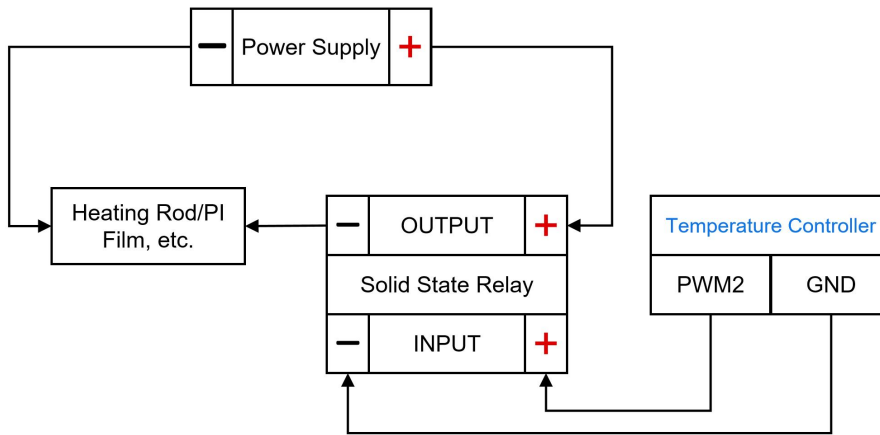 − Power Supply +
Heating Rod/PI
Film, etc.
− OUTPUT +
Temperature Controller
Solid State Relay
PWM2 GND
− INPUT +